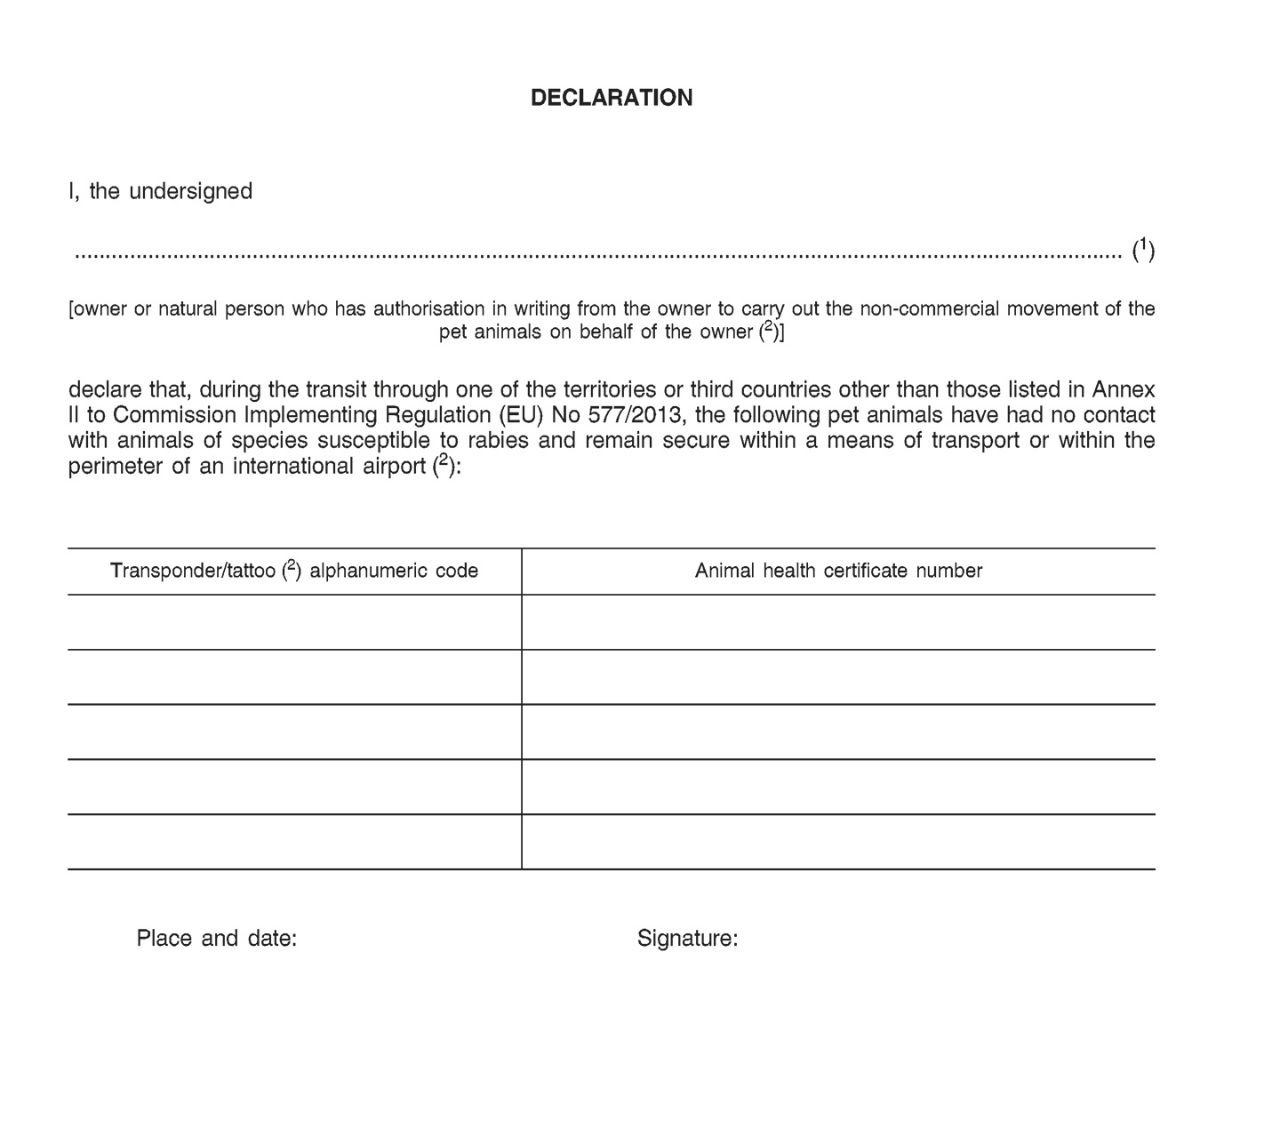 DECLARATION
I, the undersigned
.................................................................................................................................................................................. (¹)
[owner or natural person who has authorisation in writing from the owner to carry out the non-commercial movement of the
pet animals on behalf of the owner (²)]
declare that, during the transit through one of the territories or third countries other than those listed in Annex
II to Commission Implementing Regulation (EU) No 577/2013, the following pet animals have had no contact
with animals of species susceptible to rabies and remain secure within a means of transport or within the
perimeter of an international airport (²):
Transponder/tattoo (²) alphanumeric code Animal health certificate number
Place and date: Signature: